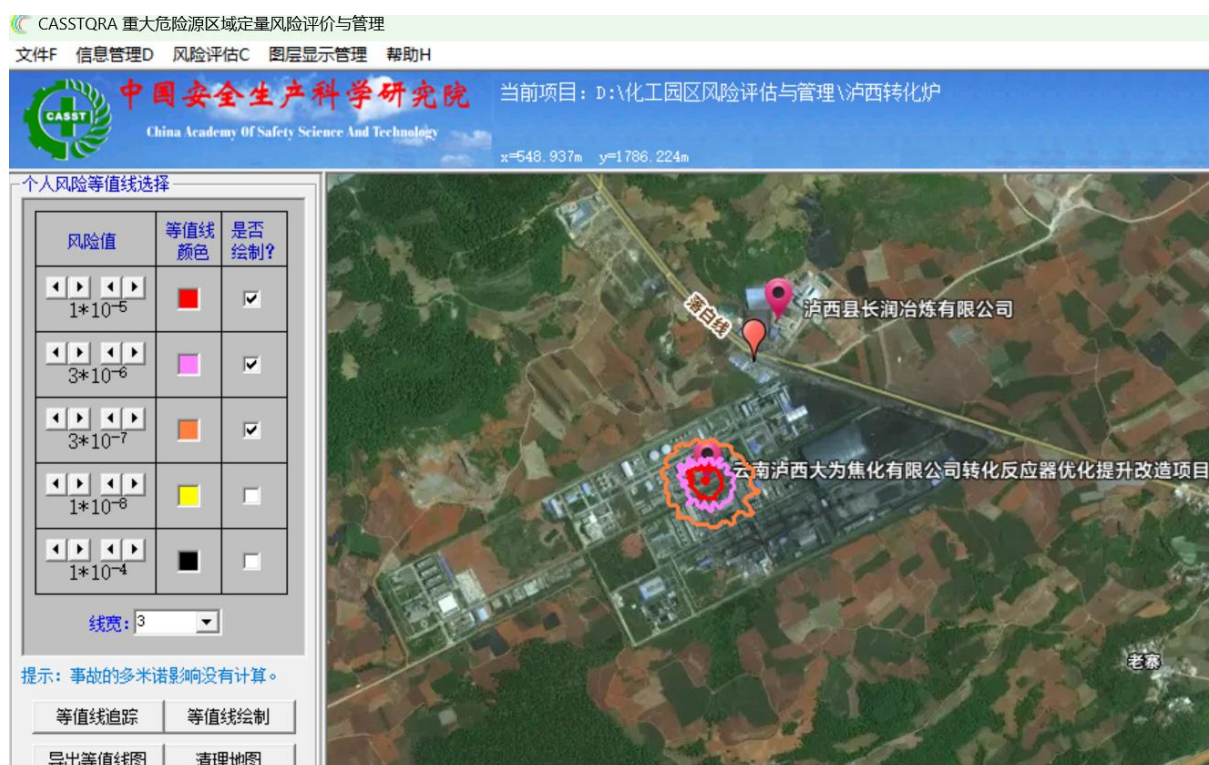 CASSTQRA 重大危险源区域定量风险评价与管理
文件F 信息管理D 风险评估C 图层显示管理 帮助H
CASST
中国安全生产科学研究院
China Academy Of Safety Science And Technology
当前项目：D:\化工园区风险评估与管理\泸西转化炉
x=548.937m y=1786.224m
个人风险等值线选择
风险值 等值线颜色 是否绘制?
1*10-5
3*10-6
3*10-7
1*10-8
1*10-4
线宽: 3
提示: 事故的多米诺影响没有计算。
等值线追踪 等值线绘制
导出等值线图 清理地图
落白线
泸西县长润冶炼有限公司
云南泸西大为焦化有限公司转化反应器优化提升改造项目
老寨